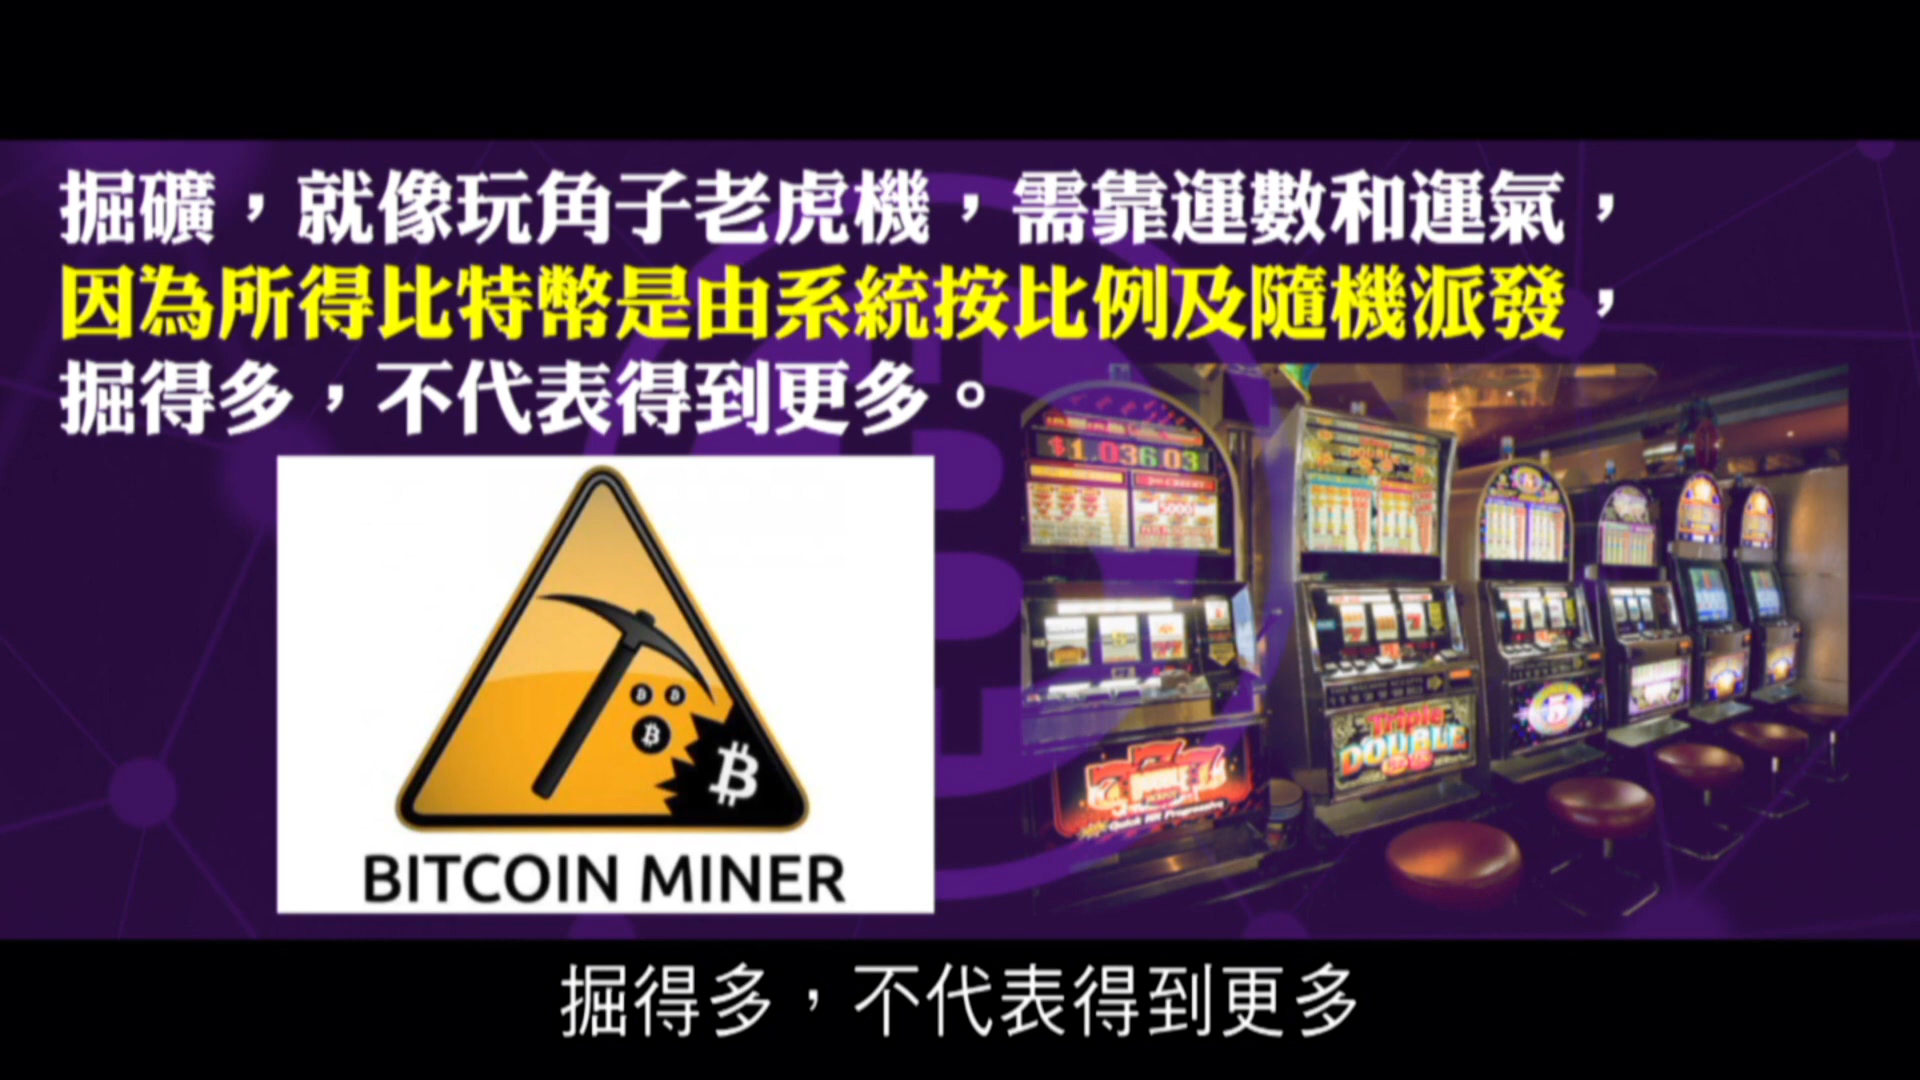 掘礦，就像玩角子老虎機，需靠運數和運氣，
因為所得比特幣是由系統按比例及隨機派發，
掘得多，不代表得到更多。
$1,036.03
5000
Triple
DOUBLE
5
BITCOIN MINER
掘得多，不代表得到更多